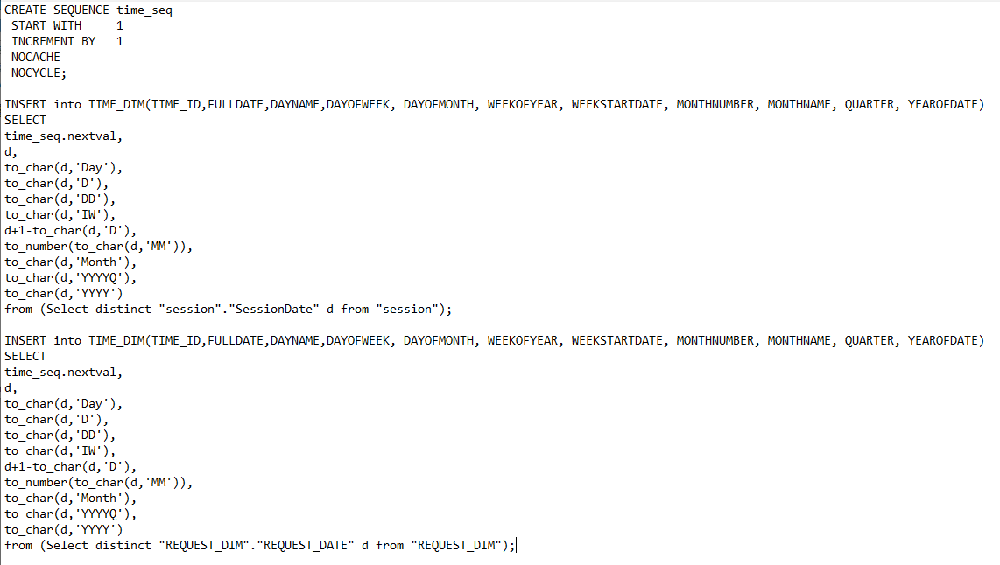 CREATE SEQUENCE time_seq
START WITH 1
INCREMENT BY 1
NOCACHE
NOCYCLE;
INSERT into TIME_DIM(TIME_ID,FULLDATE,DAYNAME,DAYOFWEEK, DAYOFMONTH, WEEKOFYEAR, WEEKSTARTDATE, MONTHNUMBER, MONTHNAME, QUARTER, YEAROFDATE)
SELECT
time_seq.nextval,
d,
to_char(d,'Day'),
to_char(d,'D'),
to_char(d,'DD'),
to_char(d,'IW'),
d+1-to_char(d,'D'),
to_number(to_char(d,'MM')),
to_char(d,'Month'),
to_char(d,'YYYYQ'),
to_char(d,'YYYY')
from (Select distinct "session"."SessionDate" d from "session");
INSERT into TIME_DIM(TIME_ID,FULLDATE,DAYNAME,DAYOFWEEK, DAYOFMONTH, WEEKOFYEAR, WEEKSTARTDATE, MONTHNUMBER, MONTHNAME, QUARTER, YEAROFDATE)
SELECT
time_seq.nextval,
d,
to_char(d,'Day'),
to_char(d,'D'),
to_char(d,'DD'),
to_char(d,'IW'),
d+1-to_char(d,'D'),
to_number(to_char(d,'MM')),
to_char(d,'Month'),
to_char(d,'YYYYQ'),
to_char(d,'YYYY')
from (Select distinct "REQUEST_DIM"."REQUEST_DATE" d from "REQUEST_DIM");